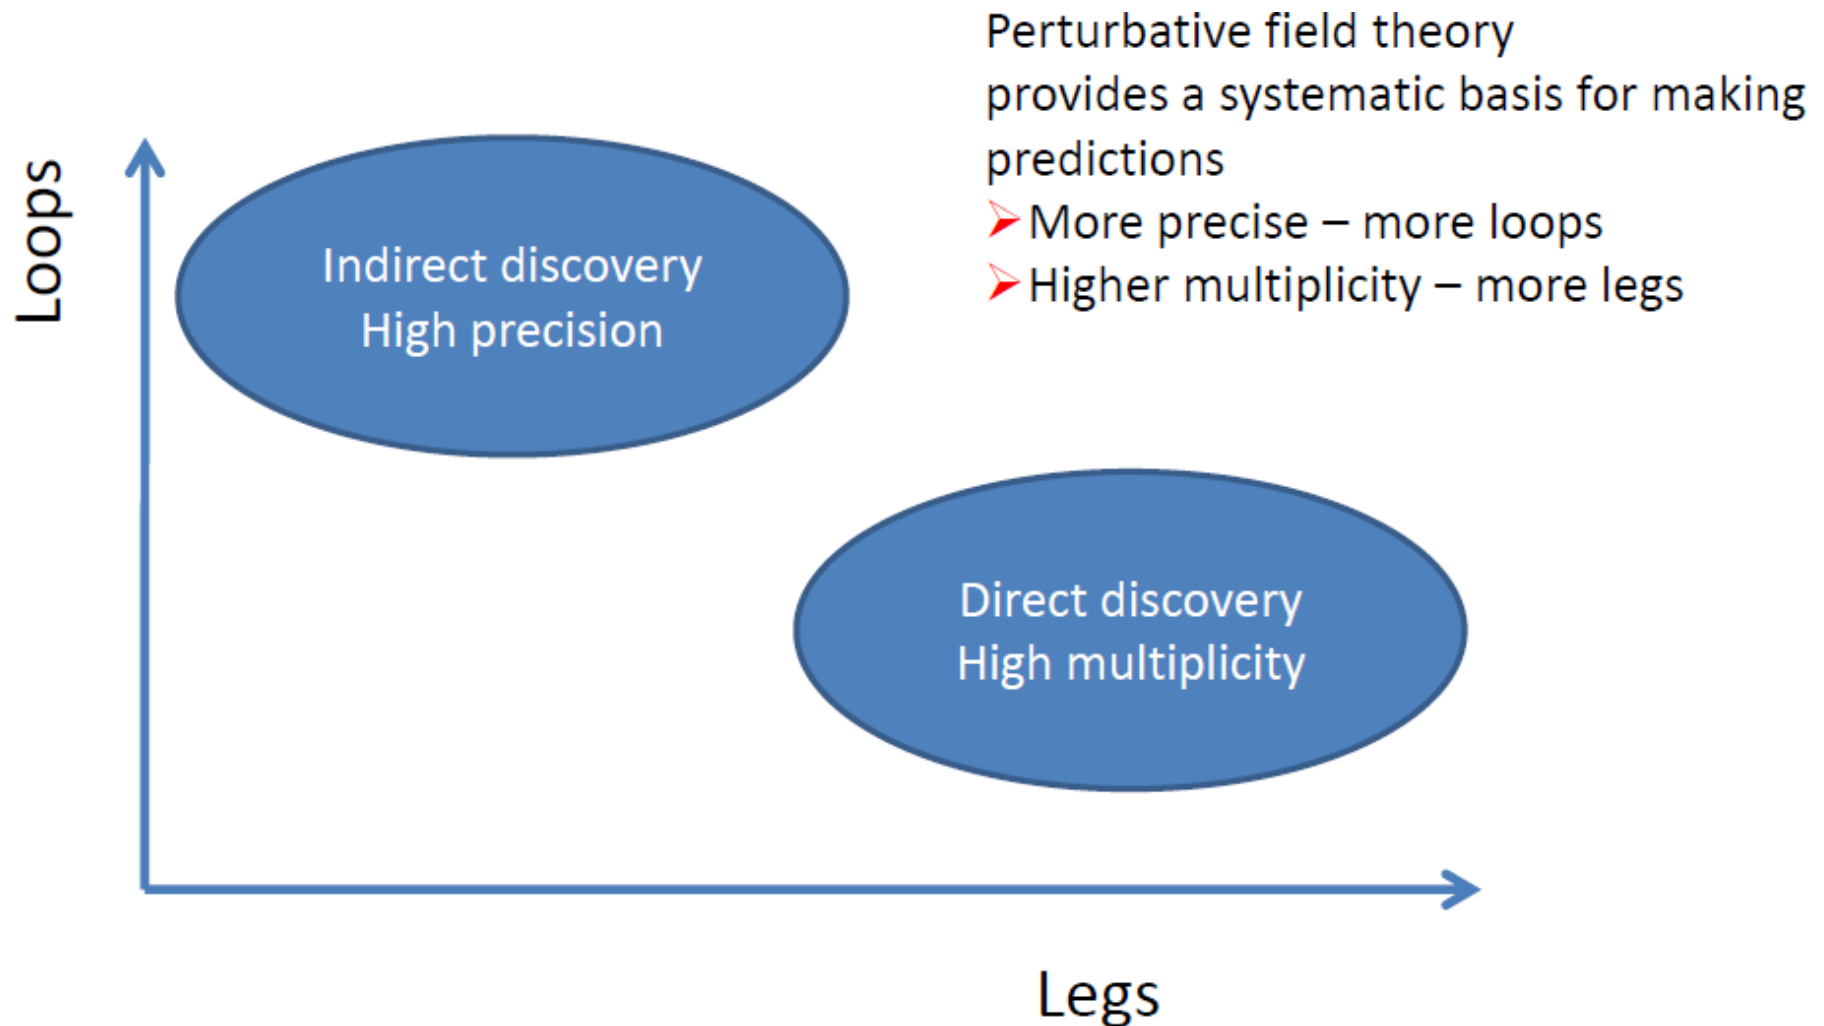 Perturbative field theory
provides a systematic basis for making
predictions
➢More precise – more loops
➢Higher multiplicity – more legs
Loops
Indirect discovery
High precision
Direct discovery
High multiplicity
Legs